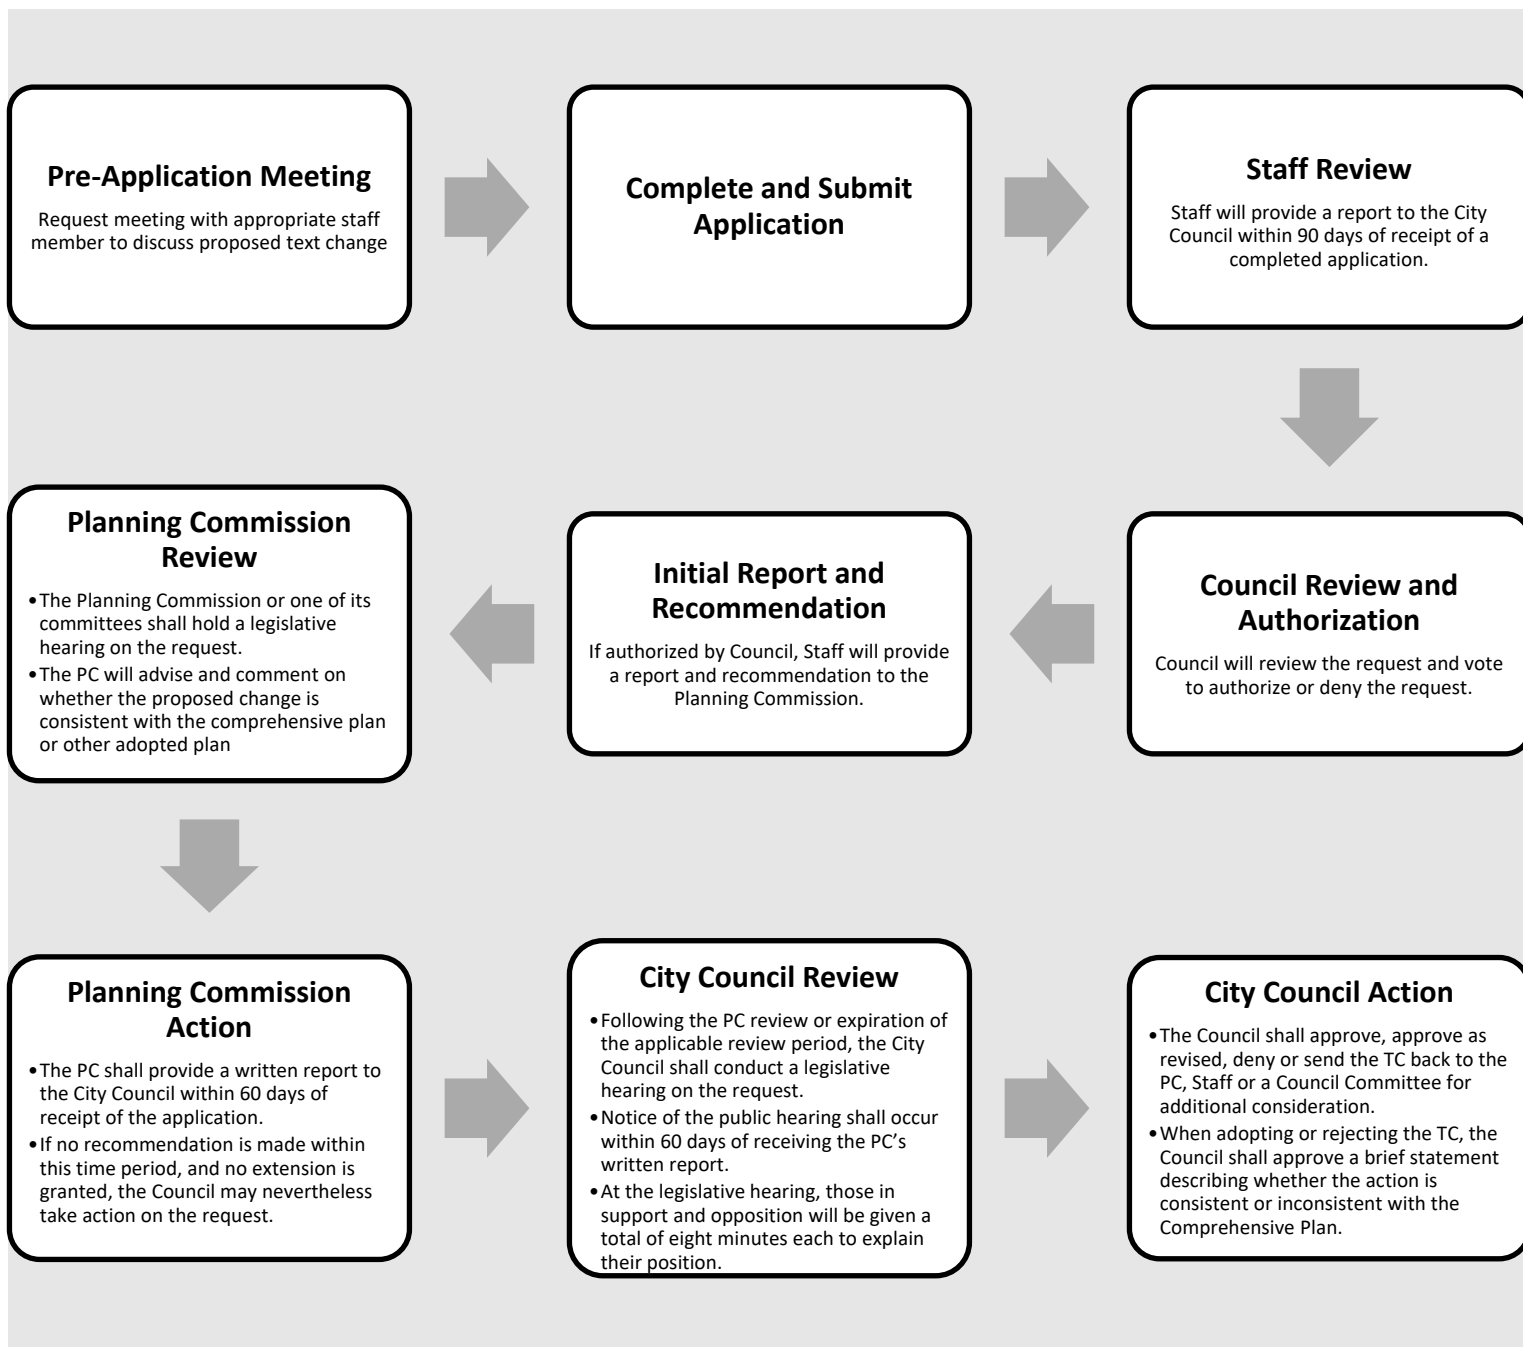 Pre-Application Meeting
Request meeting with appropriate staff
member to discuss proposed text change
Complete and Submit
Application
Staff Review
Staff will provide a report to the City
Council within 90 days of receipt of a
completed application.
Council Review and
Authorization
Council will review the request and vote
to authorize or deny the request.
Initial Report and
Recommendation
If authorized by Council, Staff will provide
a report and recommendation to the
Planning Commission.
Planning Commission
Review
•The Planning Commission or one of its
committees shall hold a legislative
hearing on the request.
•The PC will advise and comment on
whether the proposed change is
consistent with the comprehensive plan
or other adopted plan
Planning Commission
Action
•The PC shall provide a written report to
the City Council within 60 days of
receipt of the application.
•If no recommendation is made within
this time period, and no extension is
granted, the Council may nevertheless
take action on the request.
City Council Review
•Following the PC review or expiration of
the applicable review period, the City
Council shall conduct a legislative
hearing on the request.
•Notice of the public hearing shall occur
within 60 days of receiving the PC’s
written report.
•At the legislative hearing, those in
support and opposition will be given a
total of eight minutes each to explain
their position.
City Council Action
•The Council shall approve, approve as
revised, deny or send the TC back to the
PC, Staff or a Council Committee for
additional consideration.
•When adopting or rejecting the TC, the
Council shall approve a brief statement
describing whether the action is
consistent or inconsistent with the
Comprehensive Plan.